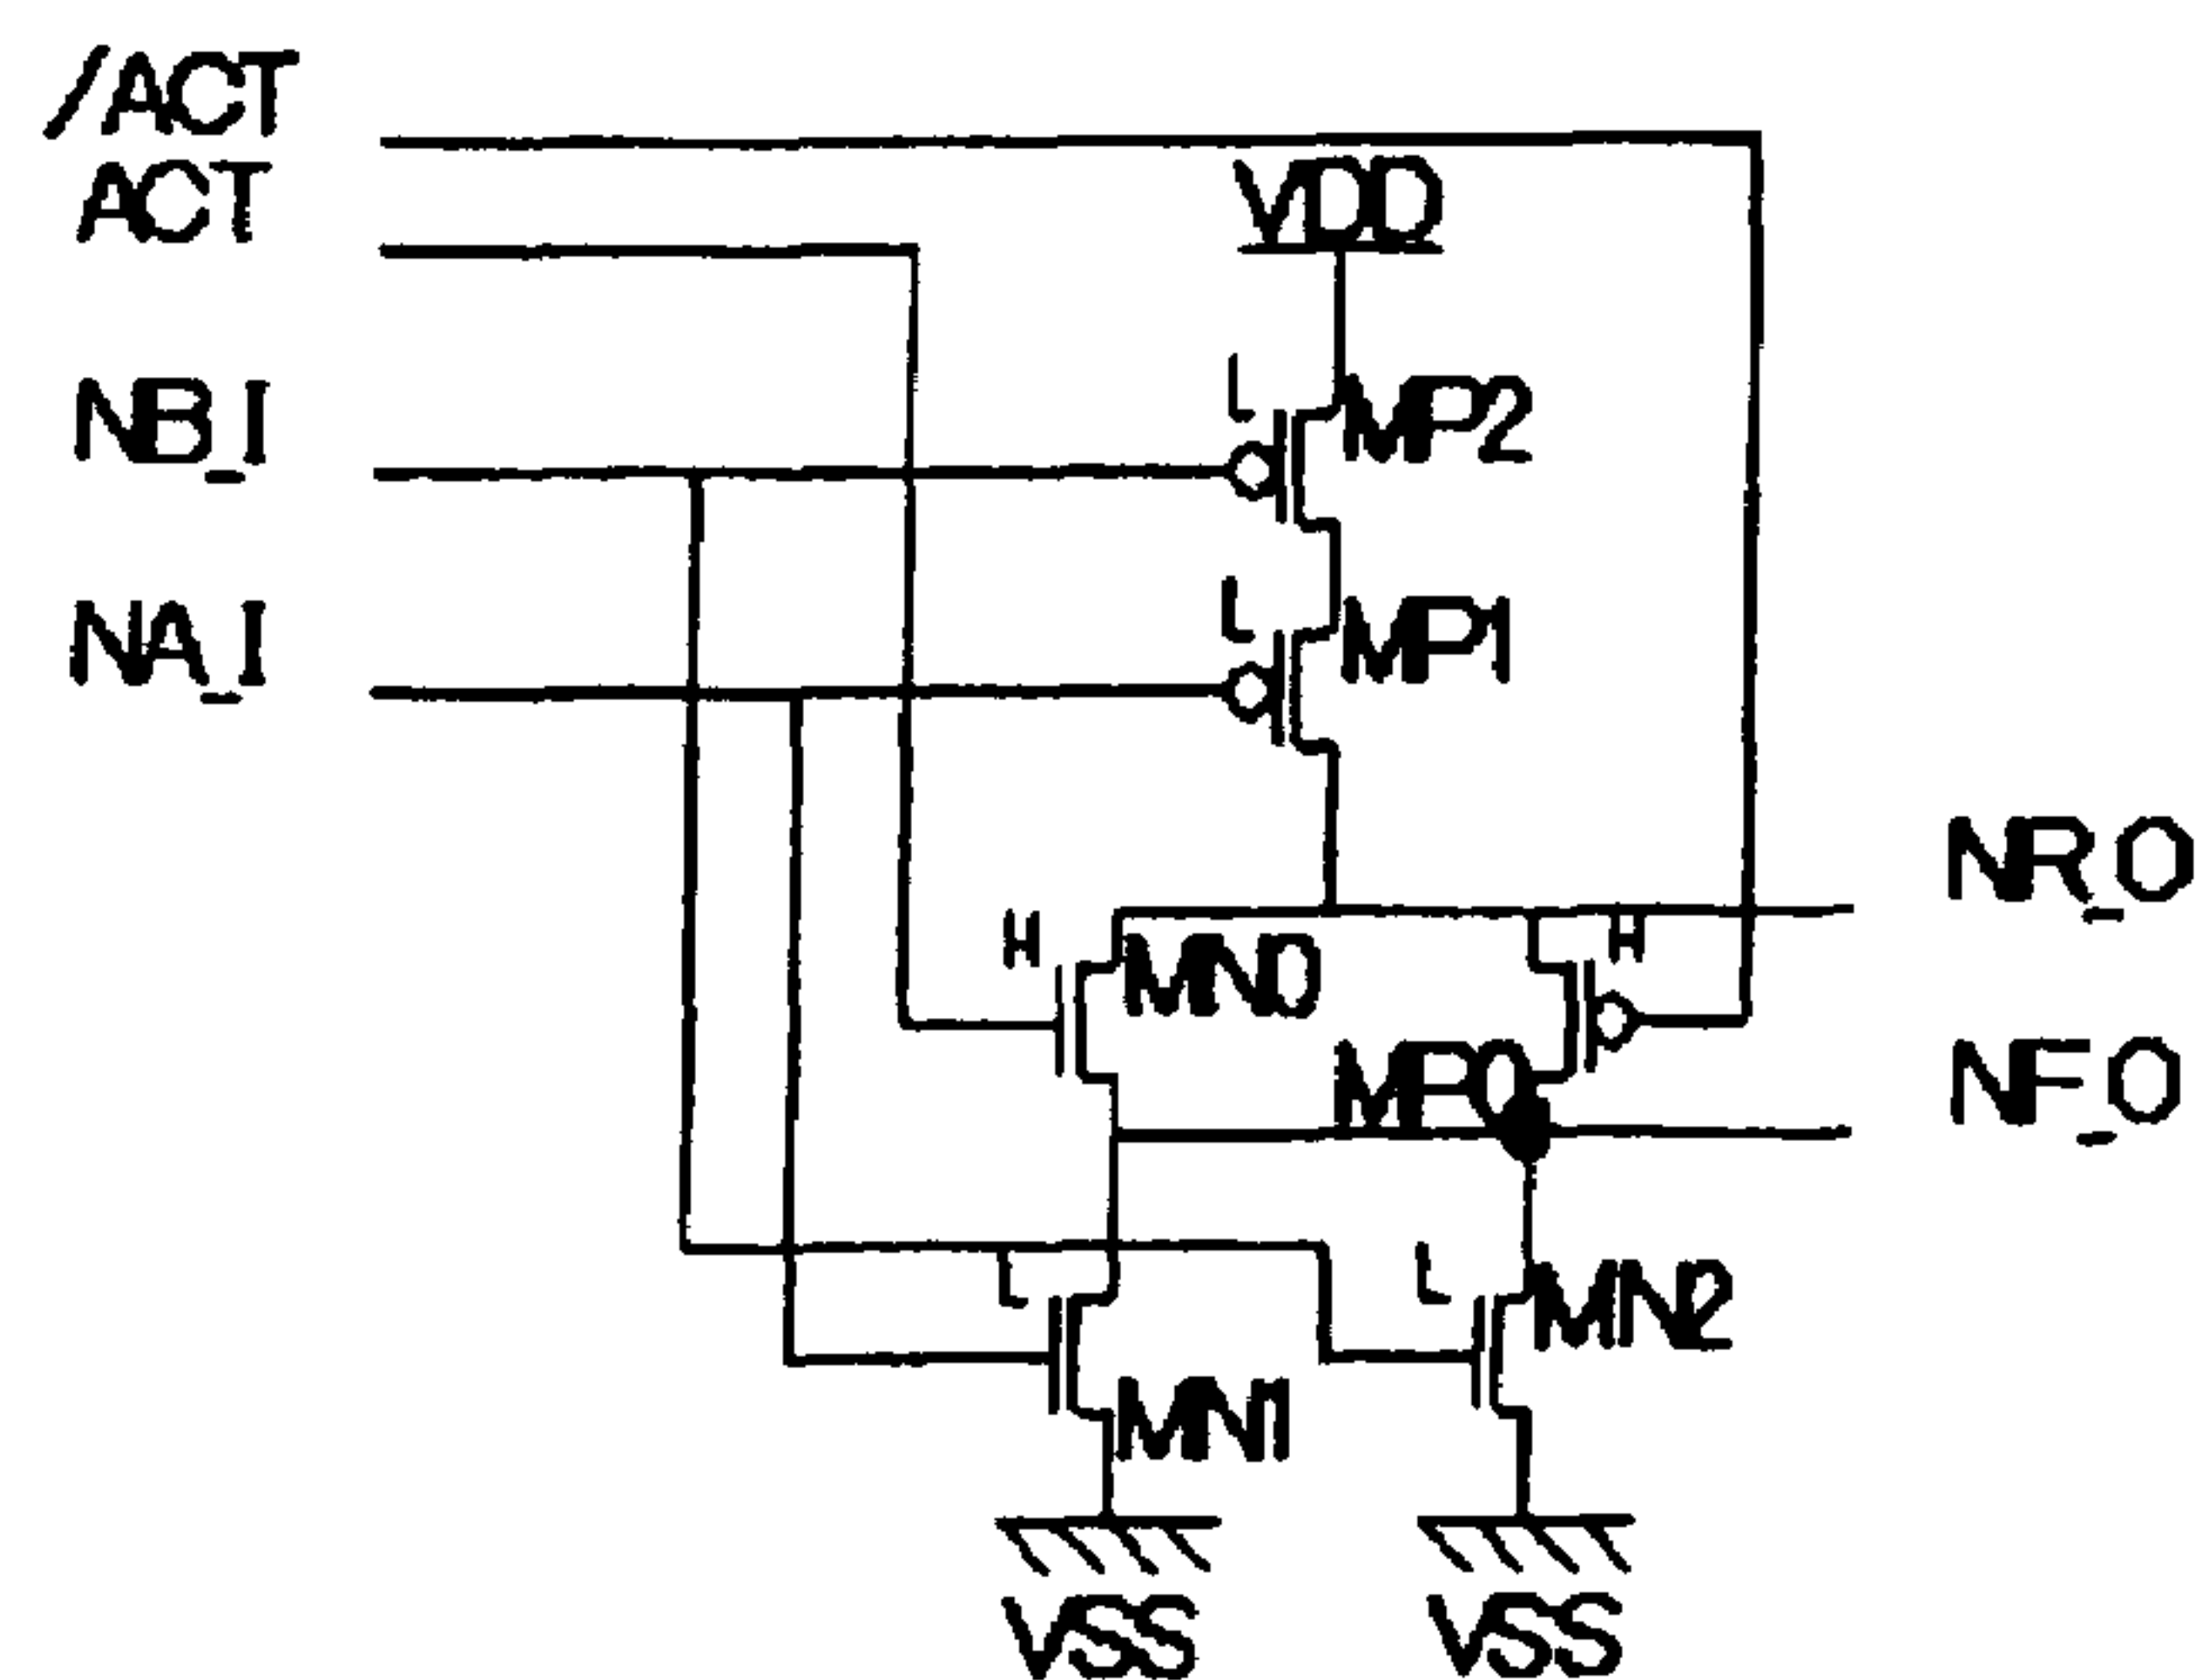 /ACT
ACT
VDD
NB_I
L
MP2
NA_I
L
MP1
NR_O
H
MN0
H
MP0
NF_O
L
MN1
L
MN2
VSS
VSS